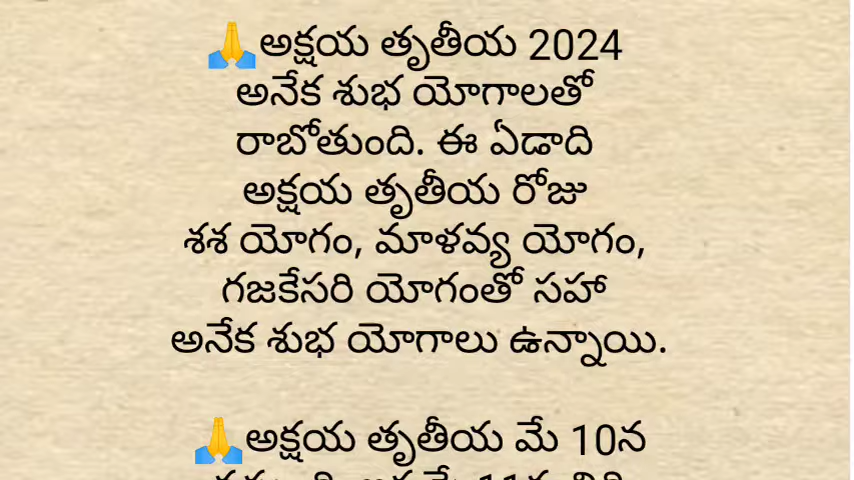 🙏అక్షయ తృతీయ 2024
అనేక శుభ యోగాలతో
రాబోతుంది. ఈ ఏడాది
అక్షయ తృతీయ రోజు
శశ యోగం, మాళవ్య యోగం,
గజకేసరి యోగంతో సహా
అనేక శుభ యోగాలు ఉన్నాయి.
🙏అక్షయ తృతీయ మే 10న